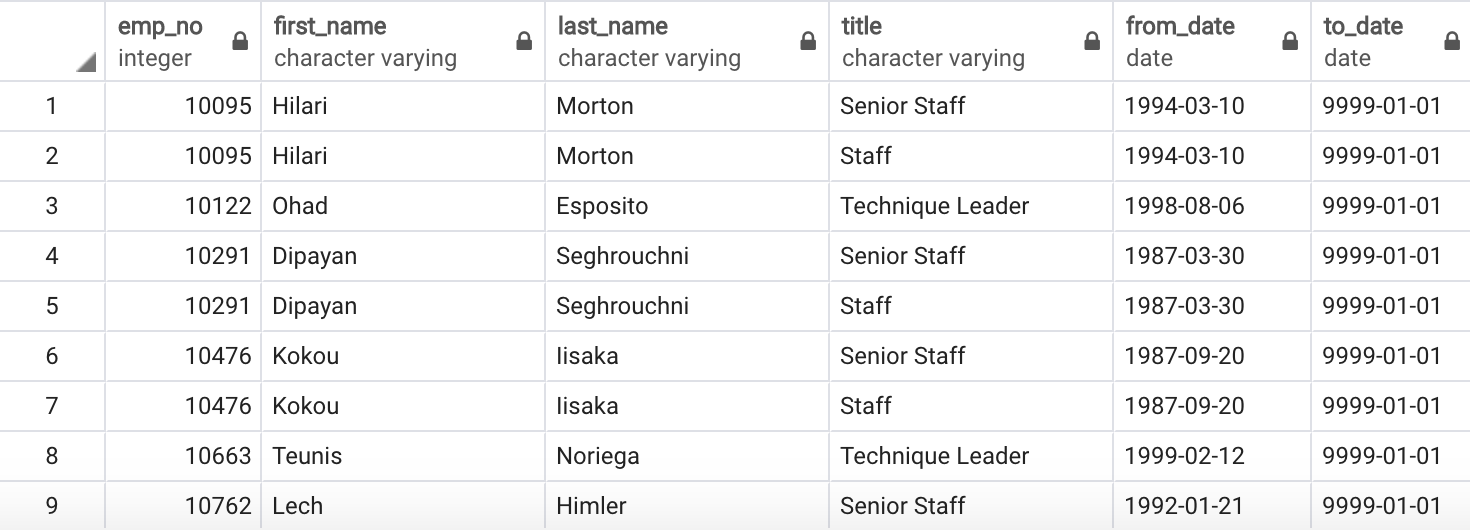 emp_no first_name last_name title from_date to_date
integer character varying character varying character varying date date
1 10095 Hilari Morton Senior Staff 1994-03-10 9999-01-01
2 10095 Hilari Morton Staff 1994-03-10 9999-01-01
3 10122 Ohad Esposito Technique Leader 1998-08-06 9999-01-01
4 10291 Dipayan Seghrouchni Senior Staff 1987-03-30 9999-01-01
5 10291 Dipayan Seghrouchni Staff 1987-03-30 9999-01-01
6 10476 Kokou Iisaka Senior Staff 1987-09-20 9999-01-01
7 10476 Kokou Iisaka Staff 1987-09-20 9999-01-01
8 10663 Teunis Noriega Technique Leader 1999-02-12 9999-01-01
9 10762 Lech Himler Senior Staff 1992-01-21 9999-01-01